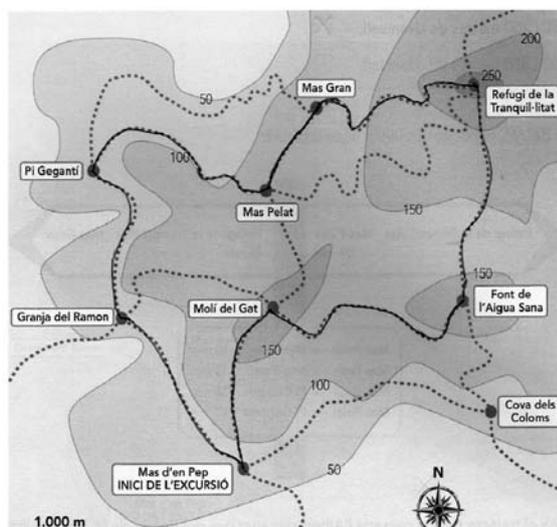 200
50
Mas Gran
250
Refugi de la
Tranquil·litat
100
Pi Gegantí
Mas Pelat
150
150
Font de
l'Aigua Sana
Granja del Ramon
Molí del Gat
150
100
Cova dels
Coloms
Mas d'en Pep
INICI DE L'EXCURSIÓ
50
N
1.000 m